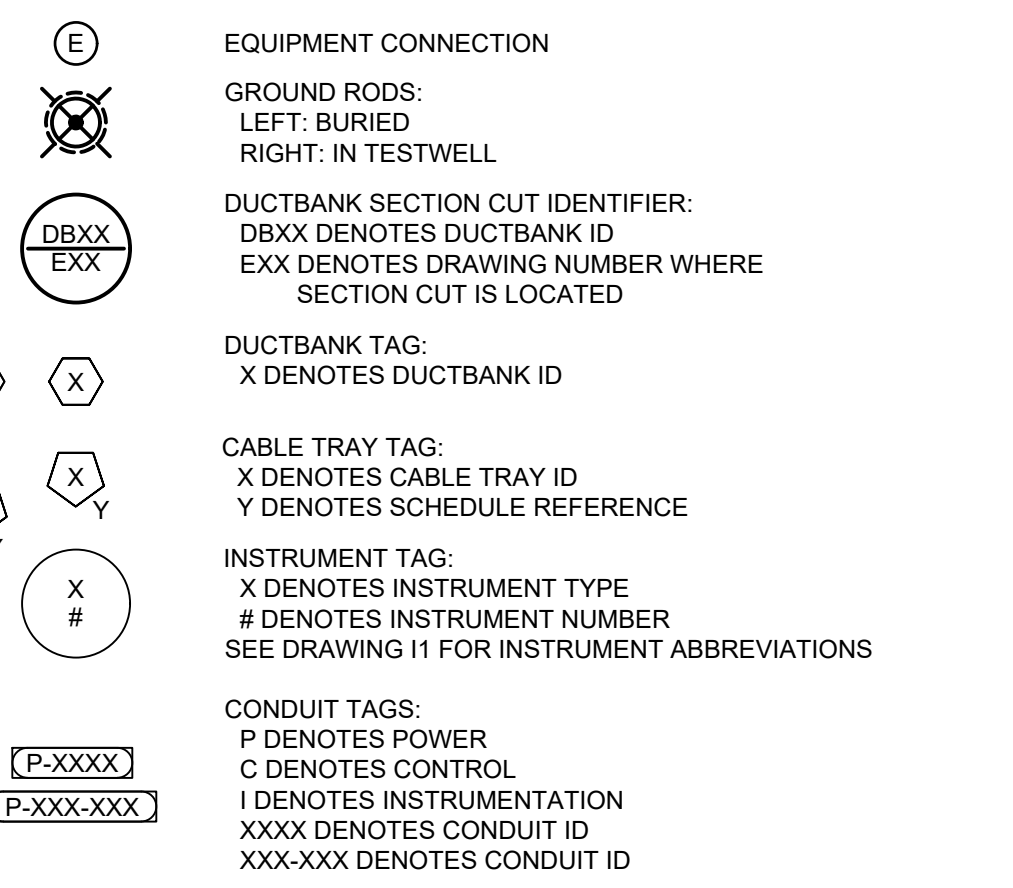 E
EQUIPMENT CONNECTION
GROUND RODS:
LEFT: BURIED
RIGHT: IN TESTWELL
DBXX
EXX
DUCTBANK SECTION CUT IDENTIFIER:
DBXX DENOTES DUCTBANK ID
EXX DENOTES DRAWING NUMBER WHERE
SECTION CUT IS LOCATED
X
DUCTBANK TAG:
X DENOTES DUCTBANK ID
X
Y
CABLE TRAY TAG:
X DENOTES CABLE TRAY ID
Y DENOTES SCHEDULE REFERENCE
X
#
INSTRUMENT TAG:
X DENOTES INSTRUMENT TYPE
# DENOTES INSTRUMENT NUMBER
SEE DRAWING I1 FOR INSTRUMENT ABBREVIATIONS
P-XXXX
P-XXX-XXX
CONDUIT TAGS:
P DENOTES POWER
C DENOTES CONTROL
I DENOTES INSTRUMENTATION
XXXX DENOTES CONDUIT ID
XXX-XXX DENOTES CONDUIT ID